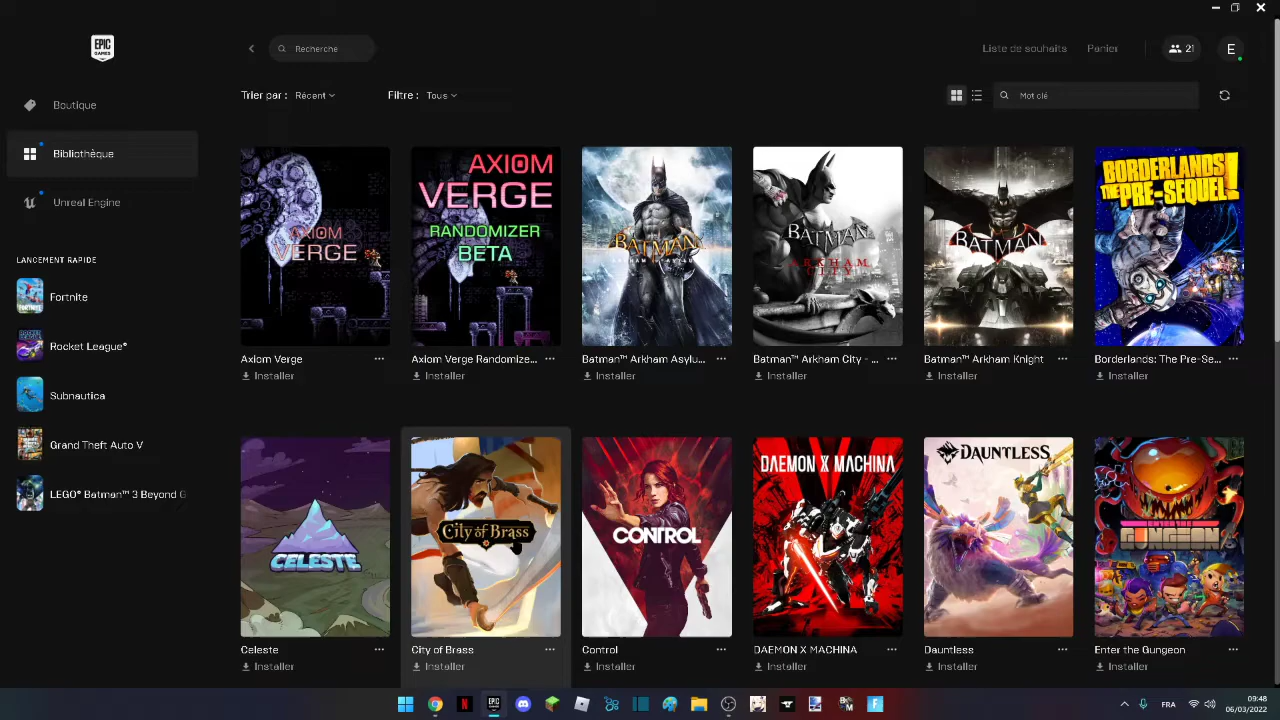 EPIC
GAMES
Recherche
Liste de souhaits
Panier
21
E
Boutique
Bibliothèque
Unreal Engine
LANCEMENT RAPIDE
Fortnite
Rocket League®
Subnautica
Grand Theft Auto V
LEGO® Batman™ 3 Beyond G
Trier par : Récent
Filtre : Tous
Mot clé
AXIOM
VERGE
AXIOM
VERGE
RANDOMIZER
BETA
BATMAN
ARKHAM ASYLUM
BATMAN
ARKHAM
CITY
BATMAN
BORDERLANDS
THE PRE-SEQUEL!
Axiom Verge
Axiom Verge Randomize...
Batman™ Arkham Asylu...
Batman™ Arkham City - ...
Batman™ Arkham Knight
Borderlands: The Pre-Se...
Installer
Installer
Installer
Installer
Installer
Installer
CELESTE
City of Brass
CONTROL
DAEMON X MACHINA
DAUNTLESS
GUNGEON
Celeste
City of Brass
Control
DAEMON X MACHINA
Dauntless
Enter the Gungeon
Installer
Installer
Installer
Installer
Installer
Installer
FRA
09:48
06/03/2022